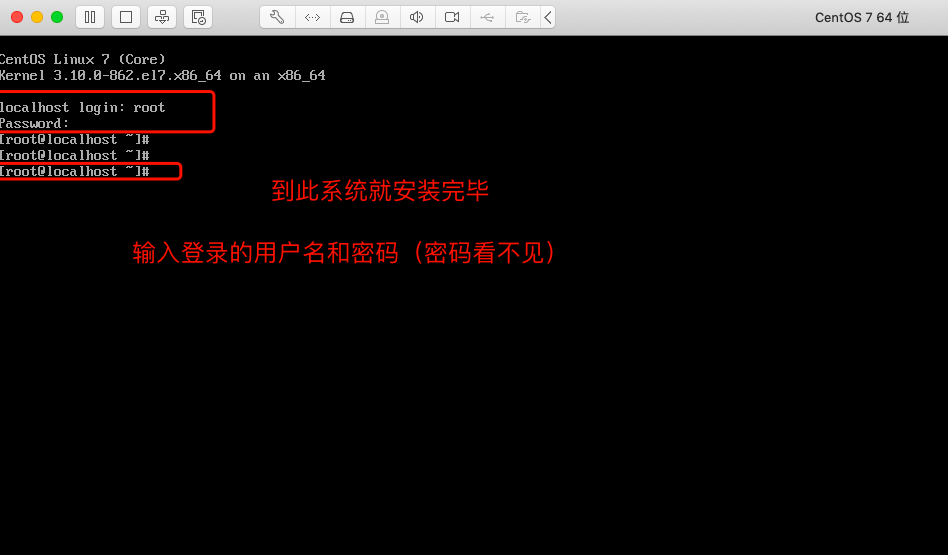 CentOS 7 64 位
CentOS Linux 7 (Core)
Kernel 3.10.0-862.el7.x86_64 on an x86_64
localhost login: root
Password:
[root@localhost ~]#
[root@localhost ~]#
[root@localhost ~]#
到此系统就安装完毕
输入登录的用户名和密码（密码看不见）